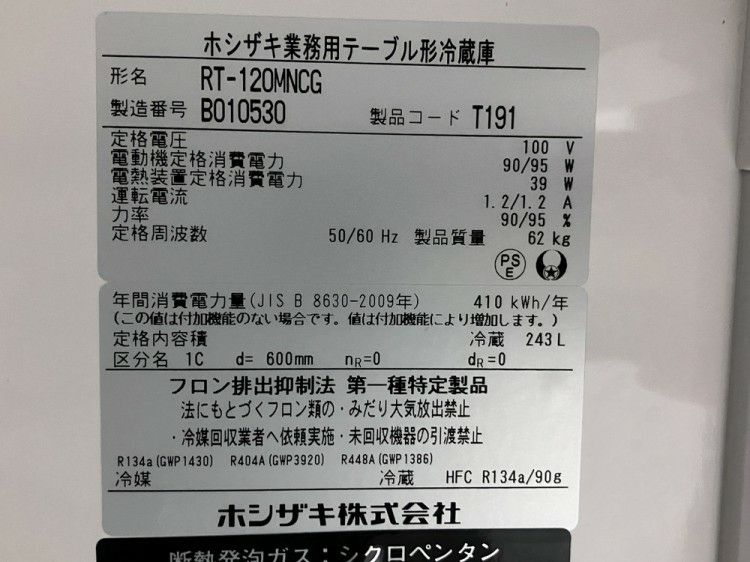 ホシザキ業務用テーブル形冷蔵庫
形名 RT-120MNCG
製造番号 B010530 製品コード T191
定格電圧 100 V
電動機定格消費電力 90/95 W
電熱装置定格消費電力 39 W
運転電流 1.2/1.2 A
力率 90/95 %
定格周波数 50/60 Hz 製品質量 62 kg
PS E
年間消費電力量(JIS B 8630-2009年) 410 kWh/年
(この値は付加機能のない場合です。値は付加機能により増加します。)
定格内容積 冷蔵 243L
区分名 1C d= 600mm nR=0 dR=0
フロン排出抑制法 第一種特定製品
法にもとづくフロン類の・みだり大気放出禁止
・冷媒回収業者へ依頼実施・未回収機器の引渡禁止
R134a(GWP1430) R404A(GWP3920) R448A(GWP1386)
冷媒 冷蔵 HFC R134a/90g
ホシザキ株式会社
断熱発泡ガス:シクロペンタン